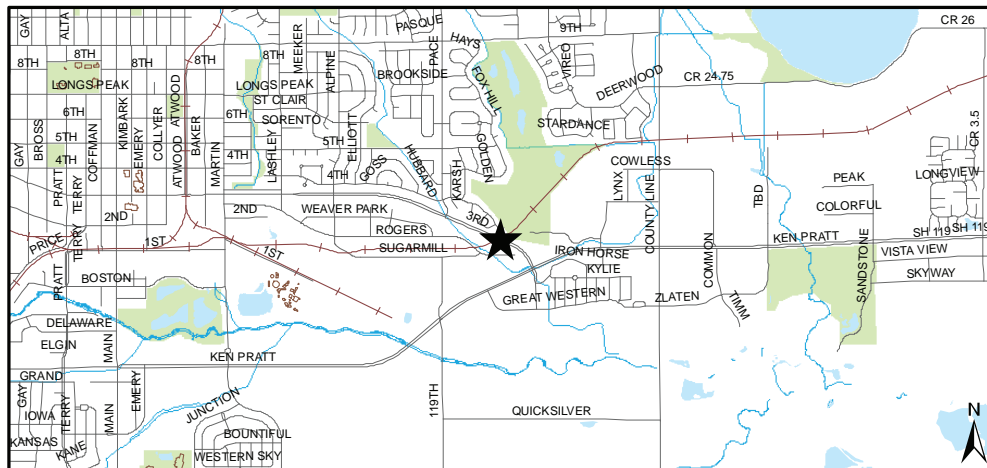 PASQUE
9TH
CR 26
GAY
ALTA
MEEKER
PACE
HAYS
8TH
8TH
8TH
8TH
8TH
8TH
ALPINE
BROOKSIDE
FOX HILL
VIREO
DEERWOOD
CR 24.75
LONGS PEAK
LONGS PEAK
ST CLAIR
6TH
6TH
SORENTO
STARDANCE
KIMBARK
COLLYER
ATWOOD
ATWOOD
BROSS
COFFMAN
EMERY
BAKER
5TH
5TH
ELLIOTT
GOLDEN
CR 3.5
GAY
4TH
4TH
4TH
MARTIN
LASHLEY
GOSS
HUBBARD
KARSH
COWLESS
LYNX
COUNTY LINE
TBD
PEAK
LONGVIEW
PRATT
TERRY
2ND
2ND
WEAVER PARK
3RD
COLORFUL
ROGERS
KEN PRATT
SH 119
SH 119
PRICE
TERRY
1ST
1ST
SUGARMILL
IRON HORSE
KYLIE
COMMON
SANDSTONE
VISTA VIEW
SKYWAY
PRATT
BOSTON
GREAT WESTERN
ZLATEN
TIMM
DELAWARE
ELGIN
MAIN
KEN PRATT
GRAND
GAY
EMERY
JUNCTION
119TH
QUICKSILVER
IOWA
TERRY
MAIN
KANSAS
KANE
BOUNTIFUL
WESTERN SKY
N